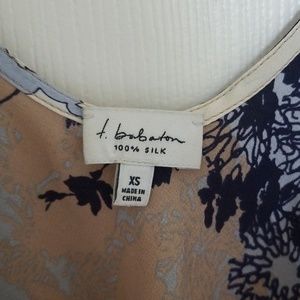 t. babaton
100% SILK
XS
MADE IN
CHINA